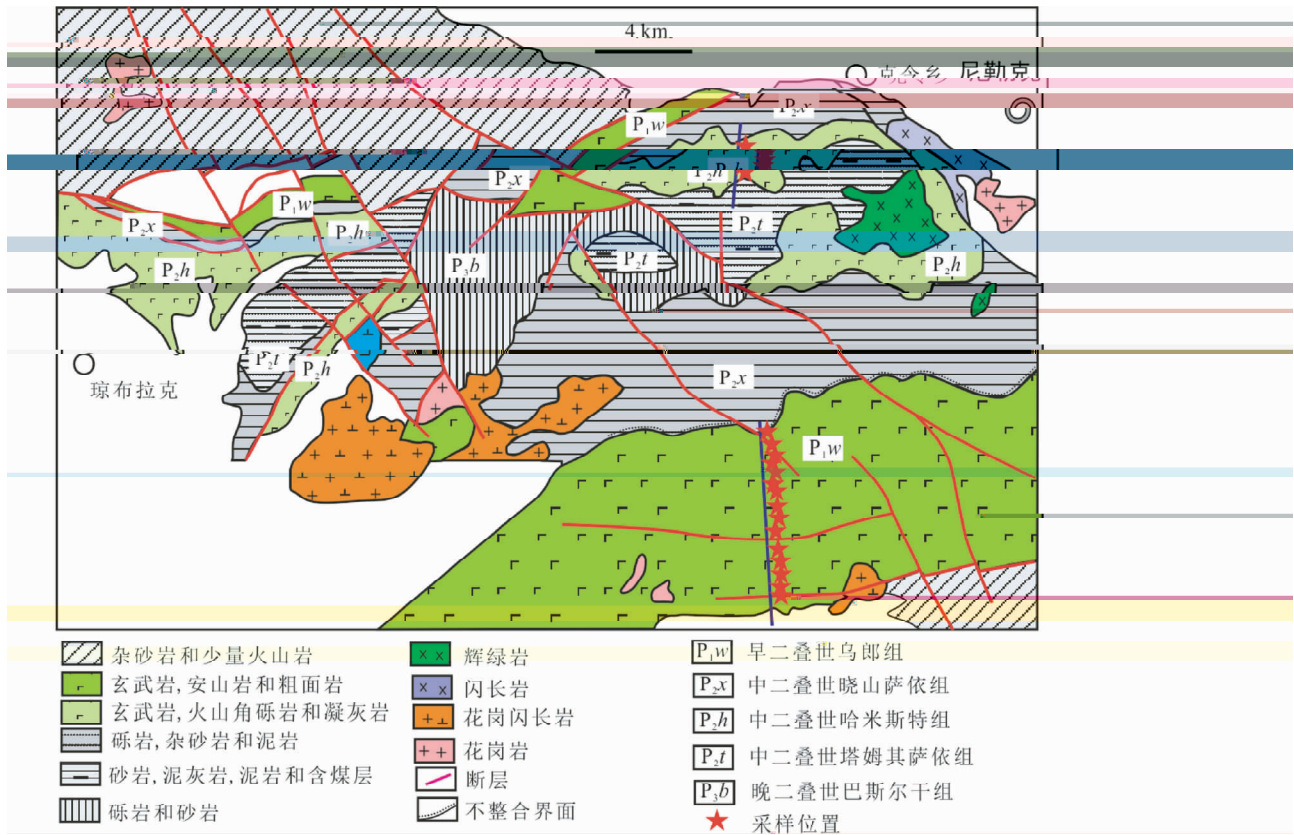 4 km
克令乡 尼勒克
P₂x
P₁w
P₂h
P₂x
P₁w
P₂x
P₂h
P₂t
P₂h
P₃b
P₂t
P₂h
P₂t
P₂h
琼布拉克
P₂x
P₁w
杂砂岩和少量火山岩
玄武岩,安山岩和粗面岩
玄武岩,火山角砾岩和凝灰岩
砾岩,杂砂岩和泥岩
砂岩,泥灰岩,泥岩和含煤层
砾岩和砂岩
辉绿岩
闪长岩
花岗闪长岩
花岗岩
断层
不整合界面
P₁w 早二叠世乌郎组
P₂x 中二叠世晓山萨依组
P₂h 中二叠世哈米斯特组
P₂t 中二叠世塔姆其萨依组
P₃b 晚二叠世巴斯尔干组
采样位置